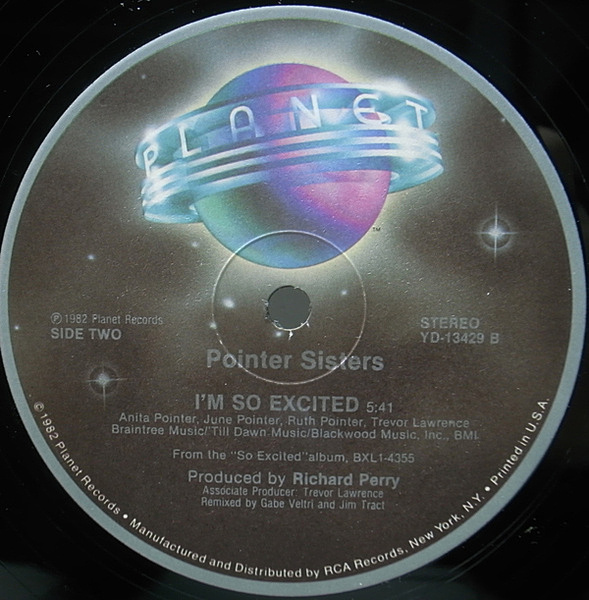 PLANET
TM
℗ 1982 Planet Records
SIDE TWO
STEREO
YD-13429 B
Pointer Sisters
I'M SO EXCITED 5:41
Anita Pointer, June Pointer, Ruth Pointer, Trevor Lawrence
Braintree Music/'Till Dawn Music/Blackwood Music, Inc., BMI
From the "So Excited" album, BXL1-4355
Produced by Richard Perry
Associate Producer: Trevor Lawrence
Remixed by Gabe Veltri and Jim Tract
© 1982 Planet Records • Manufactured and Distributed by RCA Records, New York, N.Y. • Printed in U.S.A.